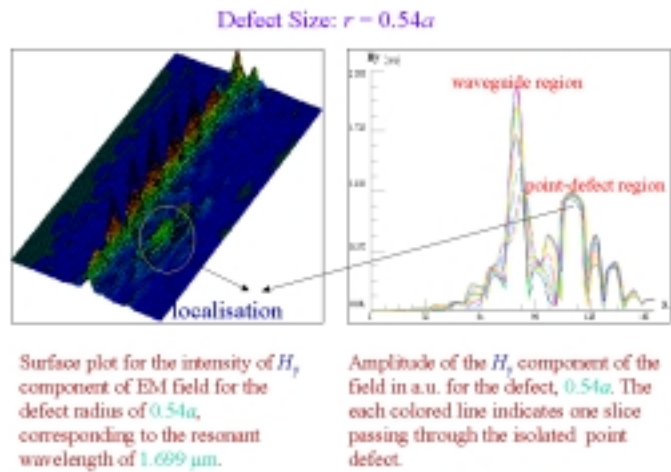 Defect Size: r = 0.54a
Hy
waveguide region
point-defect region
localisation
Surface plot for the intensity of Hy
component of EM field for the
defect radius of 0.54a,
corresponding to the resonant
wavelength of 1.699 μm.
Amplitude of the Hy component of the
field in a.u. for the defect, 0.54a. The
each colored line indicates one slice
passing through the isolated point
defect.